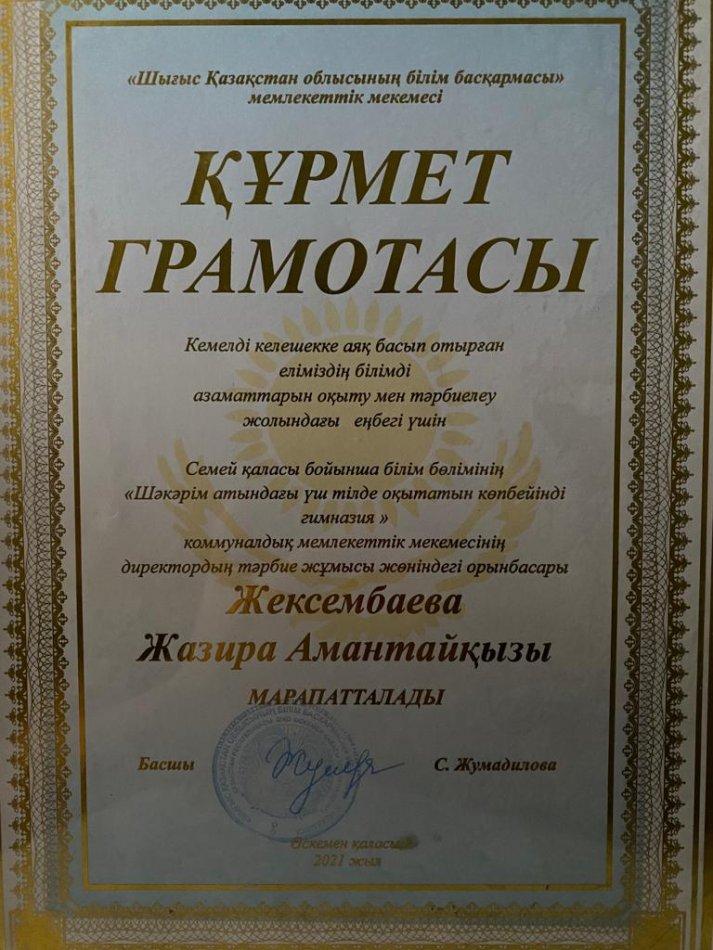 «Шығыс Қазақстан облысының білім басқармасы»
мемлекеттік мекемесі
ҚҰРМЕТ
ГРАМОТАСЫ
Кемелді келешекке аяқ басып отырған
еліміздің білімді
азаматтарын оқыту мен тәрбиелеу
жолындағы еңбегі үшін
Семей қаласы бойынша білім бөлімінің
«Шәкәрім атындағы үш тілде оқытатын көпбейінді
гимназия »
коммуналдық мемлекеттік мекемесінің
директордың тәрбие жұмысы жөніндегі орынбасары
Жексембаева
Жазира Амантайқызы
МАРАПАТТАЛАДЫ
Басшы С. Жумадилова
Өскемен қаласы
2021 жыл